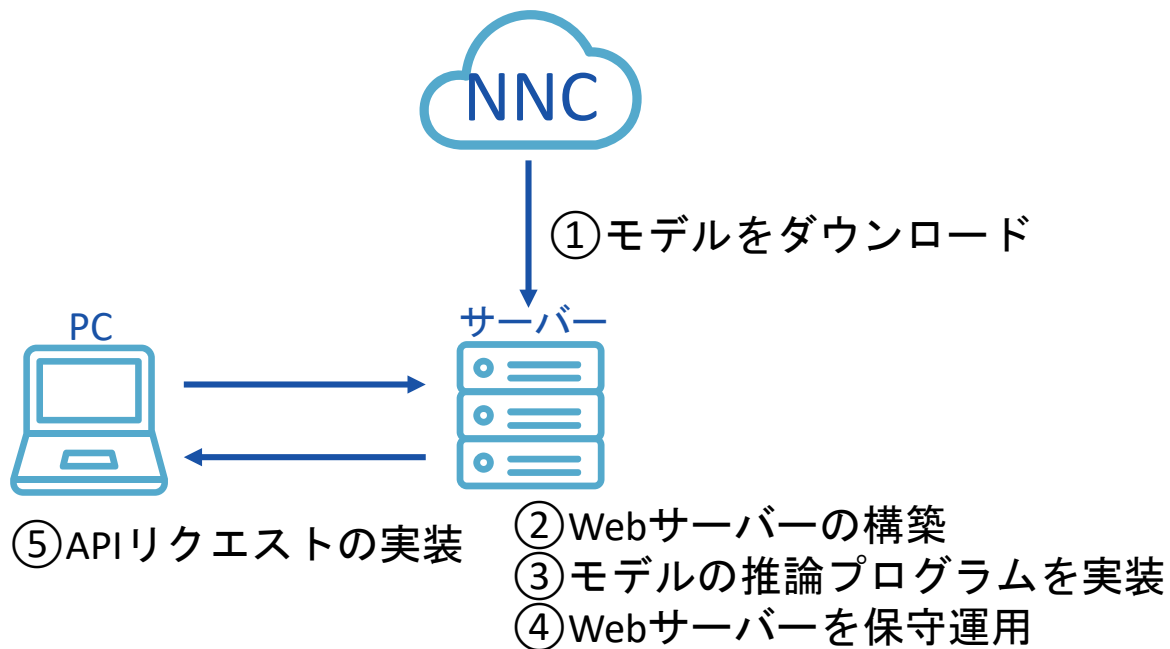 NNC
①モデルをダウンロード
PC
サーバー
⑤APIリクエストの実装
②Webサーバーの構築
③モデルの推論プログラムを実装
④Webサーバーを保守運用